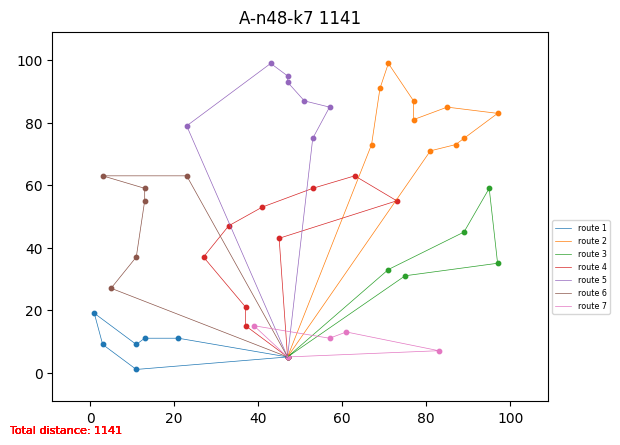 A-n48-k7 1141
100
80
60
40
20
0
0 20 40 60 80 100
route 1
route 2
route 3
route 4
route 5
route 6
route 7
Total distance: 1141